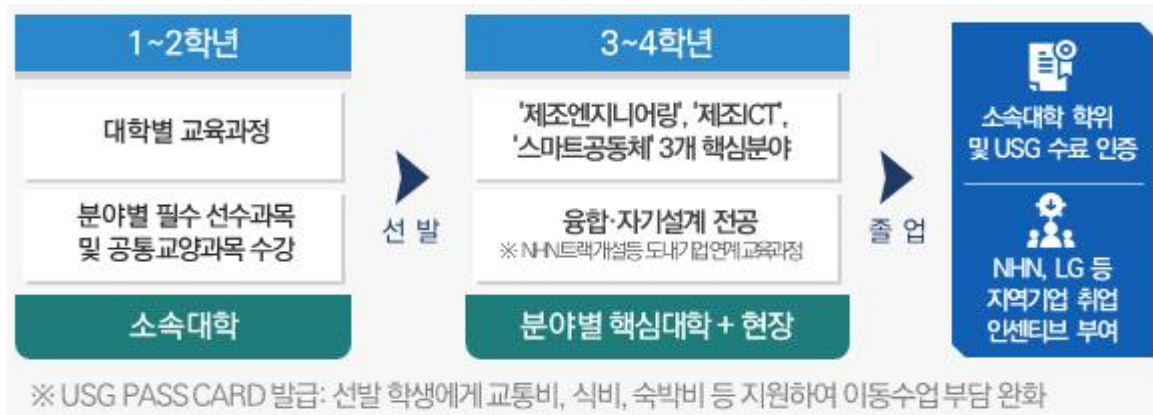 1~2학년
대학별 교육과정
분야별 필수 선수과목
및 공통교양과목 수강
소속대학
선 발
3~4학년
'제조엔지니어링', '제조ICT',
'스마트공동체' 3개 핵심분야
융합·자기설계 전공
※ NHN트랙개설등 도내기업연계교육과정
분야별 핵심대학 + 현장
졸 업
소속대학 학위
및 USG 수료 인증
NHN, LG 등
지역기업 취업
인센티브 부여
※ USG PASS CARD 발급: 선발 학생에게 교통비, 식비, 숙박비 등 지원하여 이동수업 부담 완화